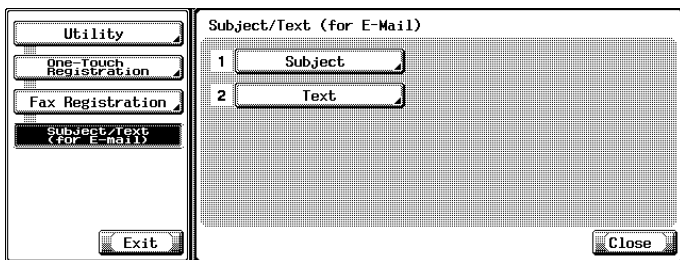 Utility
One-Touch
Registration
Fax Registration
Subject/Text
(for E-mail)
Exit
Subject/Text (for E-Mail)
1 Subject
2 Text
Close